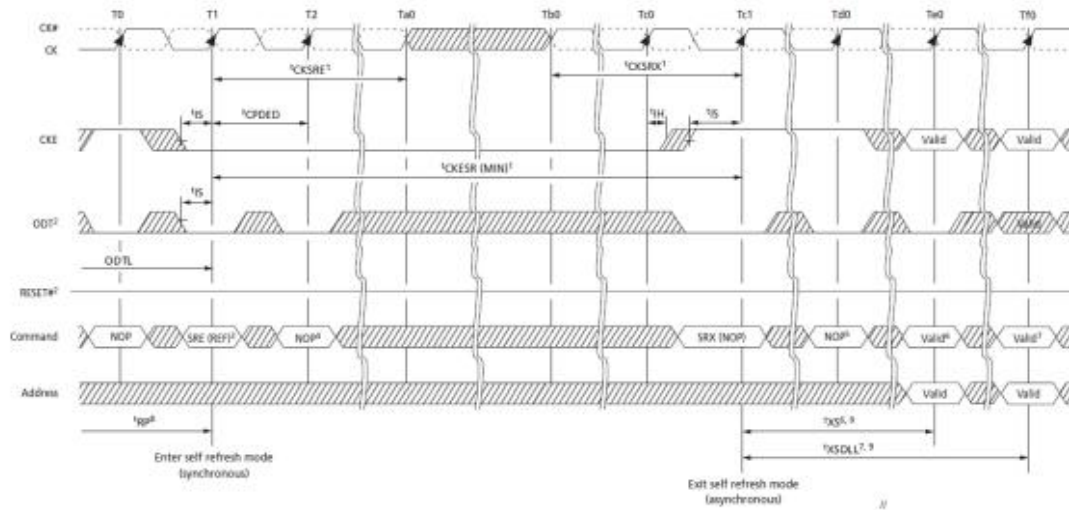 T0 T1 T2 Ta0 Tb0 Tc0 Tc1 Td0 Te0 Tf0
CK#
CK
tCKSRE1 tCKSRX1
tIS tCPDED tIH tIS
CKE Valid Valid
tCKESR (MIN)1
tIS
ODT2 Valid
ODTL
RESET#2
Command NOP SRE (REF)3 NOP4 SRX (NOP) NOP5 Valid6 Valid7
Address Valid Valid
tRP8 tXS6, 9
tXSDLL7, 9
Enter self refresh mode
(synchronous)
Exit self refresh mode
(asynchronous)
//